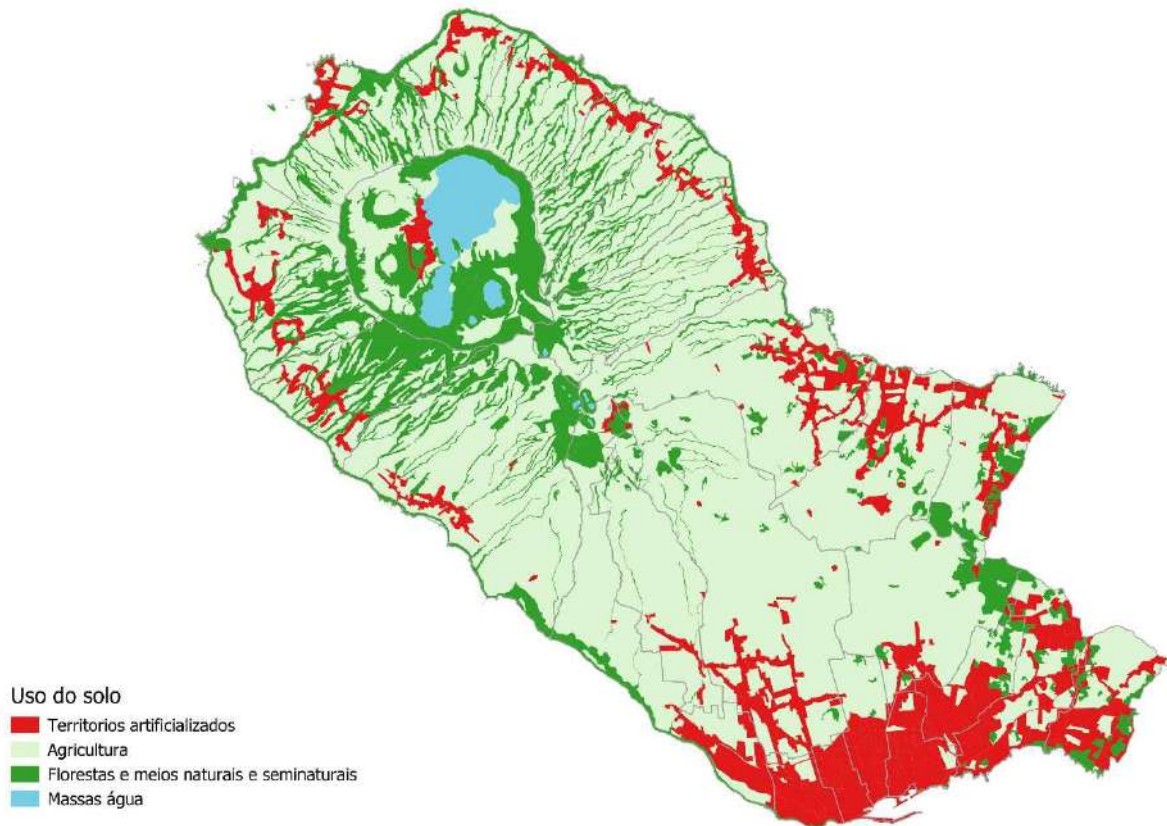 Uso do solo
Territorios artificializados
Agricultura
Florestas e meios naturais e seminaturais
Massas água